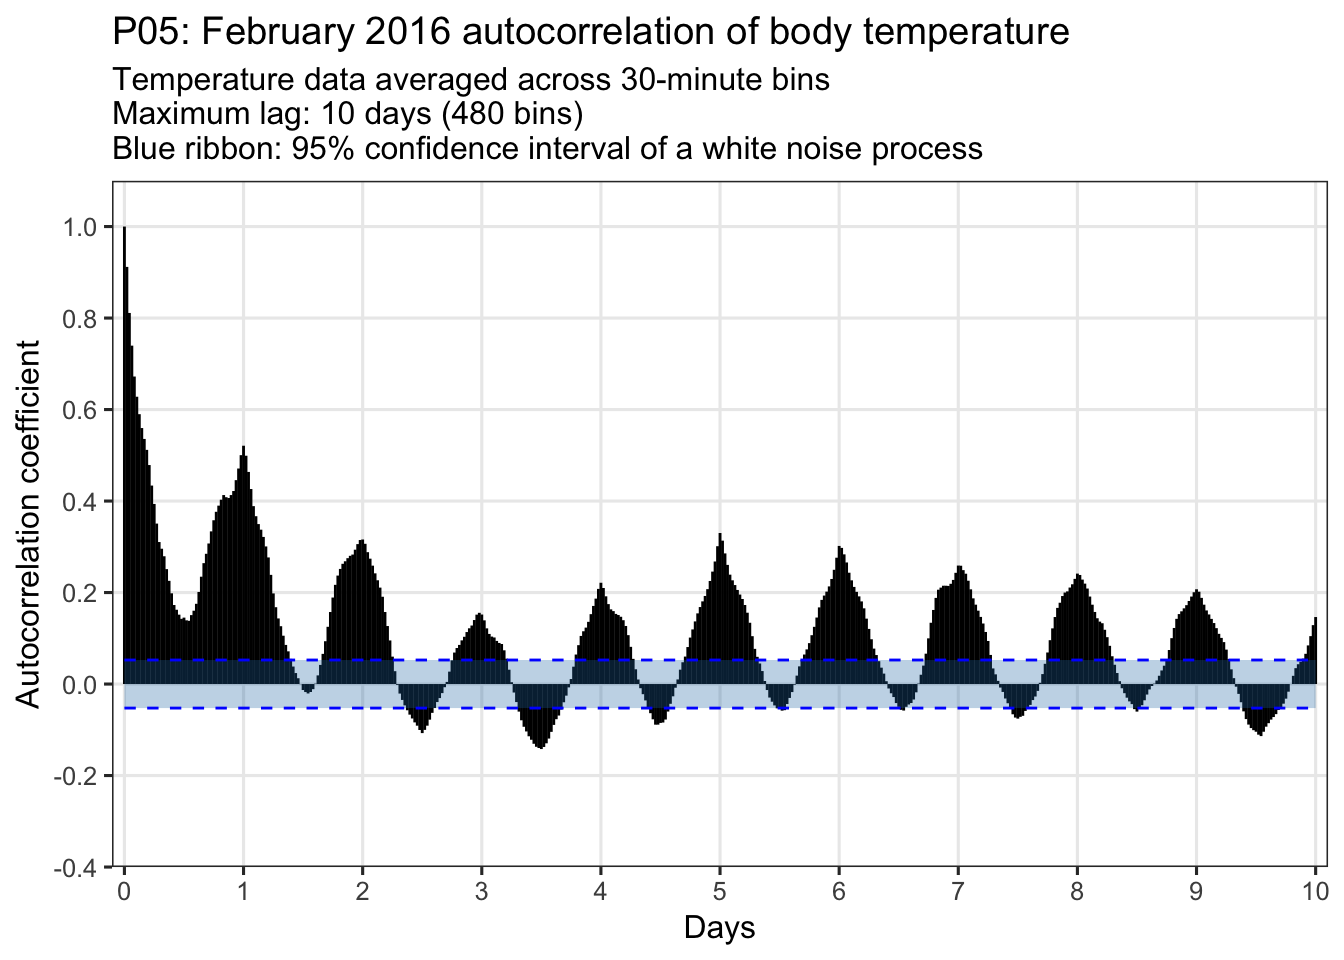 P05: February 2016 autocorrelation of body temperature
Temperature data averaged across 30-minute bins
Maximum lag: 10 days (480 bins)
Blue ribbon: 95% confidence interval of a white noise process
Autocorrelation coefficient
1.0
0.8
0.6
0.4
0.2
0.0
-0.2
-0.4
0 1 2 3 4 5 6 7 8 9 10
Days